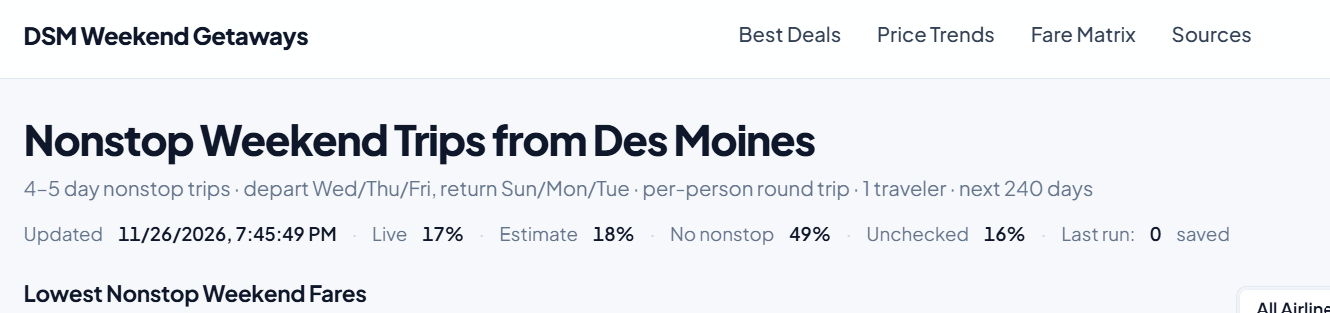 DSM Weekend Getaways
Best Deals Price Trends Fare Matrix Sources
Nonstop Weekend Trips from Des Moines
4–5 day nonstop trips · depart Wed/Thu/Fri, return Sun/Mon/Tue · per-person round trip · 1 traveler · next 240 days
Updated 11/26/2026, 7:45:49 PM · Live 17% · Estimate 18% · No nonstop 49% · Unchecked 16% · Last run: 0 saved
Lowest Nonstop Weekend Fares
All Airline